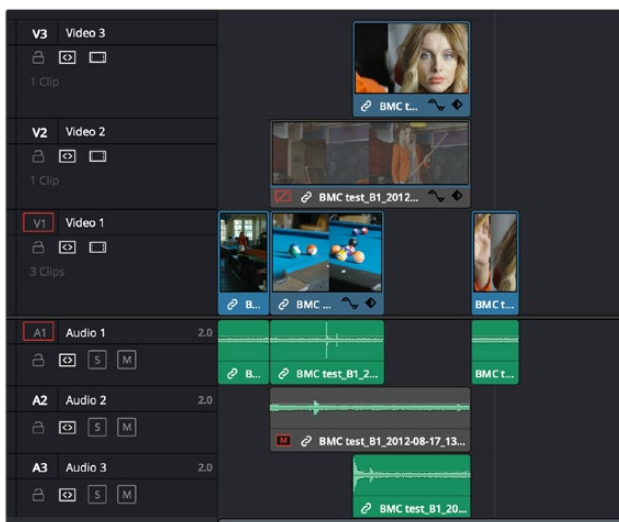 V3 Video 3
1 Clip
BMC t...
V2 Video 2
1 Clip
BMC test_B1_2012...
V1 Video 1
3 Clips
B... BMC ... BMC t...
A1 Audio 1 2.0
S M
B... BMC test_B1_2... BMC t...
A2 Audio 2 2.0
S M
M BMC test_B1_2012-08-17_13...
A3 Audio 3 2.0
S M
BMC test_B1_20...